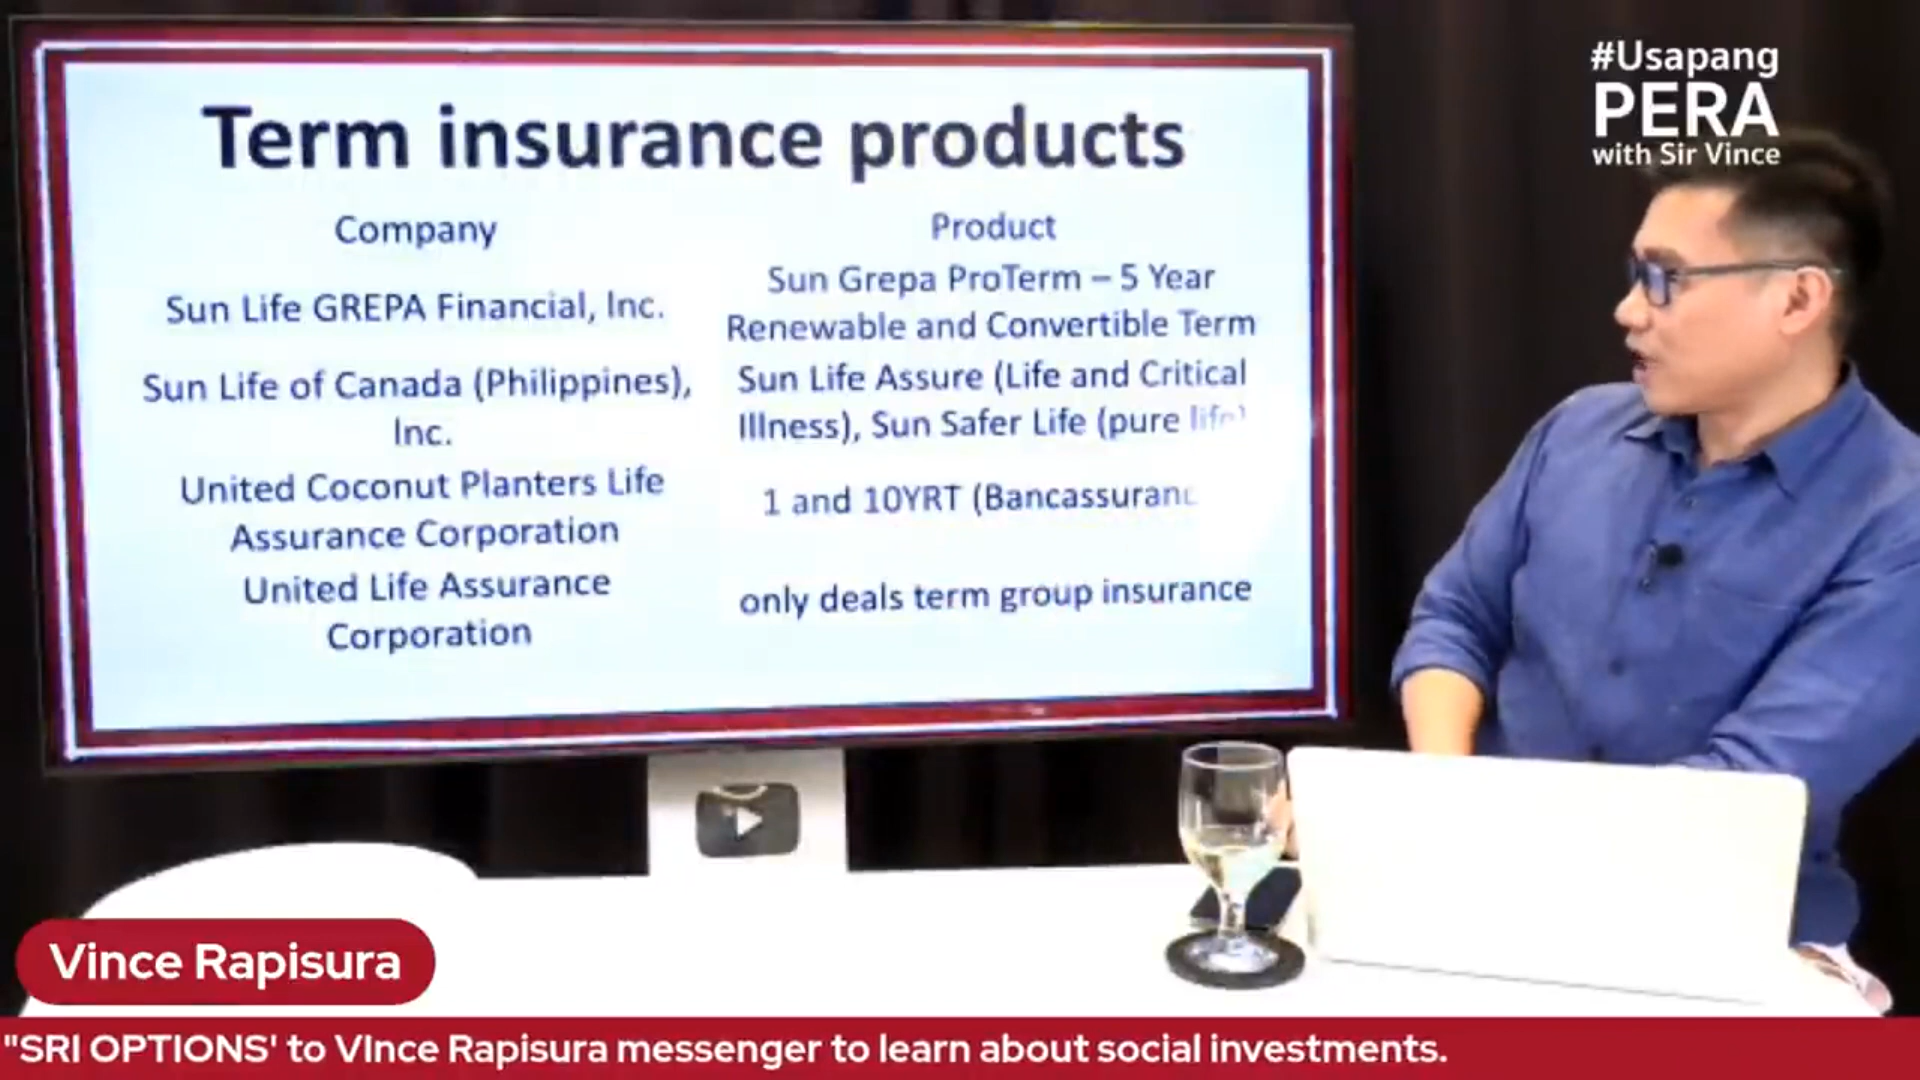 #Usapang
PERA
with Sir Vince
Term insurance products
Company
Product
Sun Life GREPA Financial, Inc.
Sun Grepa ProTerm – 5 Year
Renewable and Convertible Term
Sun Life of Canada (Philippines),
Inc.
Sun Life Assure (Life and Critical
Illness), Sun Safer Life (pure life)
United Coconut Planters Life
Assurance Corporation
1 and 10YRT (Bancassuranc
United Life Assurance
Corporation
only deals term group insurance
Vince Rapisura
"SRI OPTIONS' to VInce Rapisura messenger to learn about social investments.